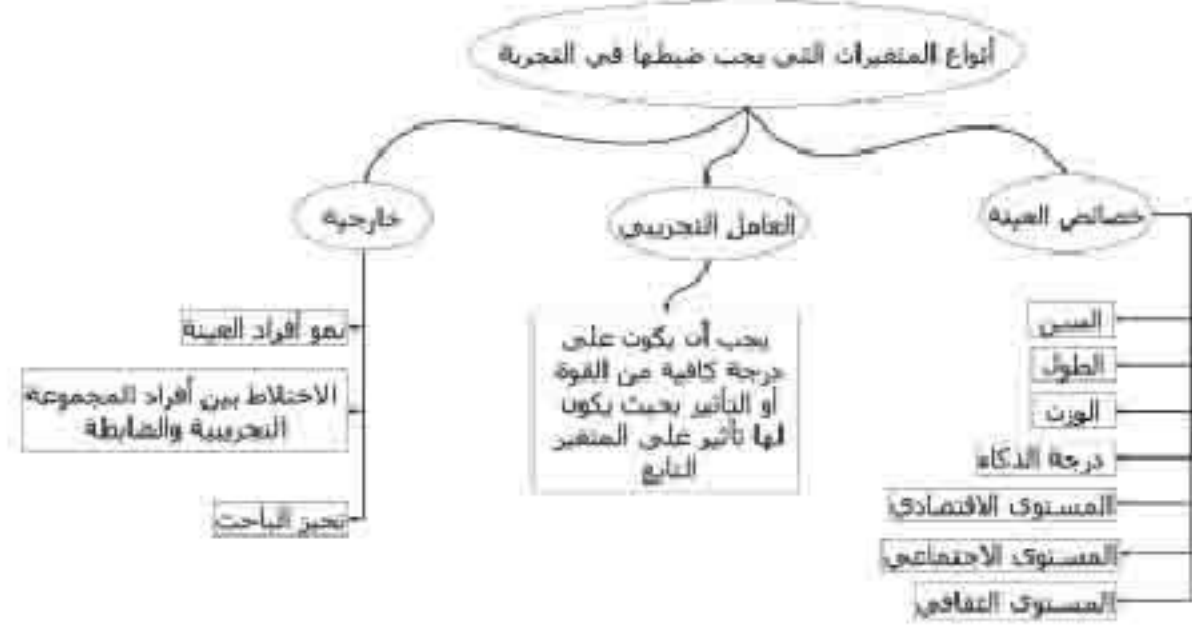 أنواع المتغيرات التى يجب ضبطها في التجربة
خصائص العينة
السن
الطول
الوزن
درجة الذكاء
المستوى الاقتصادي
المستوى الاجتماعي
المستوى الثقافي
العامل التجريبى
يجب أن يكون على
درجة كافية من القوة
أو التأثير بحيث يكون
لها تأثير على المتغير
التابع
خارجية
نمو أفراد العينة
الاختلاط بين أفراد المجموعة
التجريبية والضابطة
تحيز الباحث